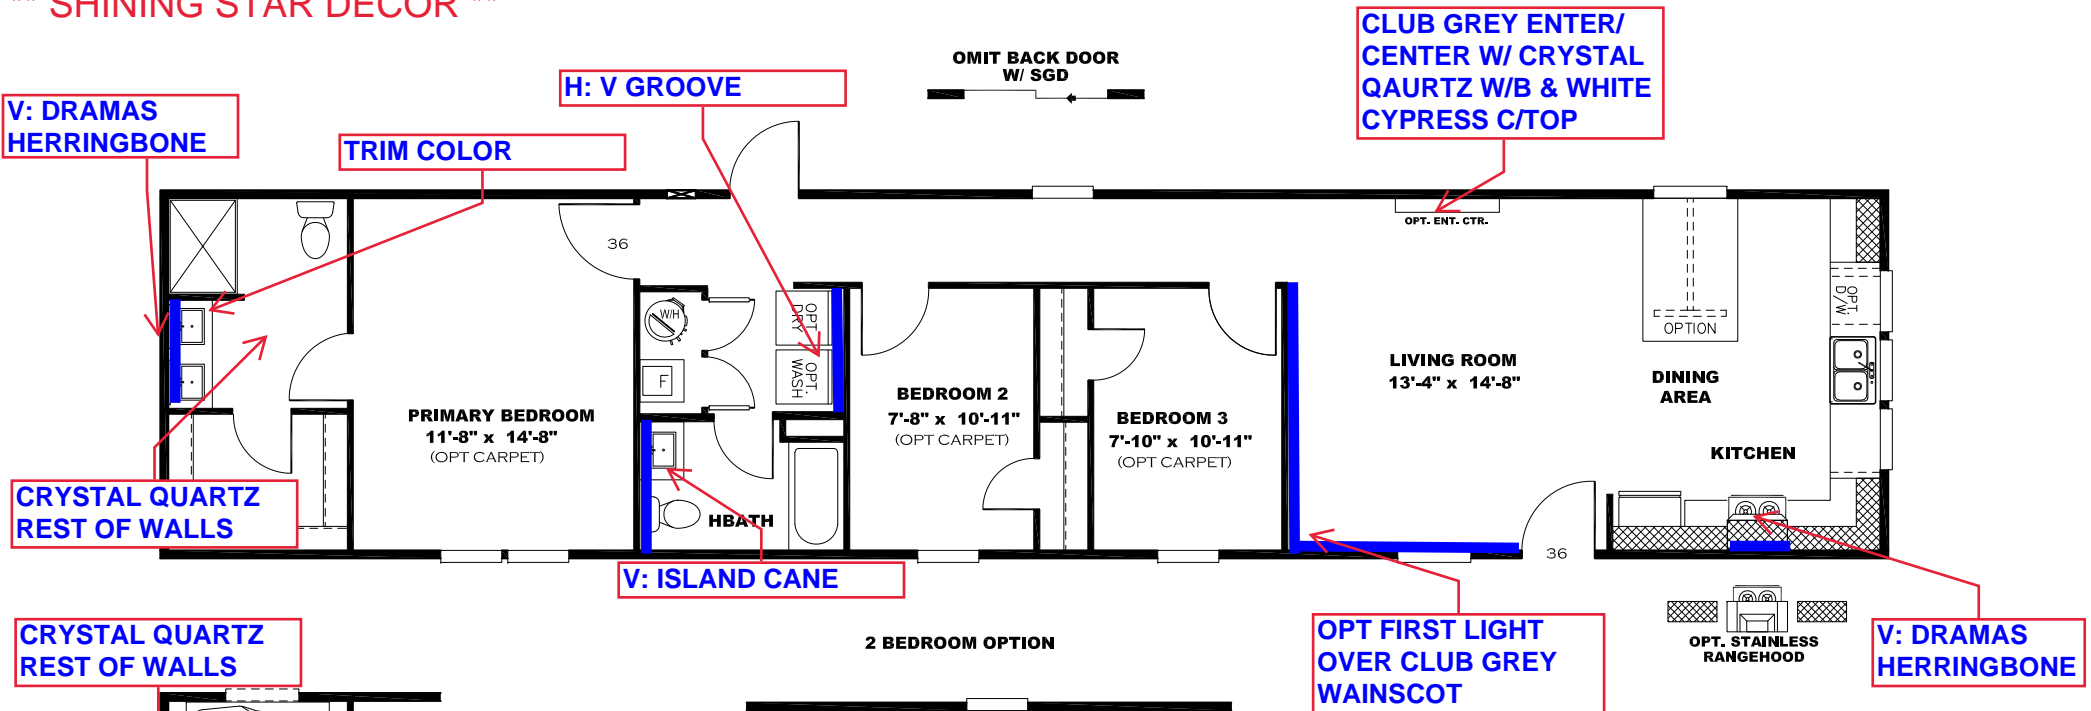 ** SHINING STAR DECOR **
CLUB GREY ENTER/
CENTER W/ CRYSTAL
QAURTZ W/B & WHITE
CYPRESS C/TOP
OMIT BACK DOOR
W/ SGD
H: V GROOVE
V: DRAMAS
HERRINGBONE
TRIM COLOR
OPT. ENT. CTR.
36
W/H
F
OPT
DRY
OPT.
WASH
OPT.
D/W
OPTION
LIVING ROOM
13'-4" x 14'-8"
DINING
AREA
KITCHEN
PRIMARY BEDROOM
11'-8" x 14'-8"
(OPT CARPET)
BEDROOM 2
7'-8" x 10'-11"
(OPT CARPET)
BEDROOM 3
7'-10" x 10'-11"
(OPT CARPET)
CRYSTAL QUARTZ
REST OF WALLS
HBATH
36
V: ISLAND CANE
CRYSTAL QUARTZ
REST OF WALLS
2 BEDROOM OPTION
OPT FIRST LIGHT
OVER CLUB GREY
WAINSCOT
OPT. STAINLESS
RANGEHOOD
V: DRAMAS
HERRINGBONE